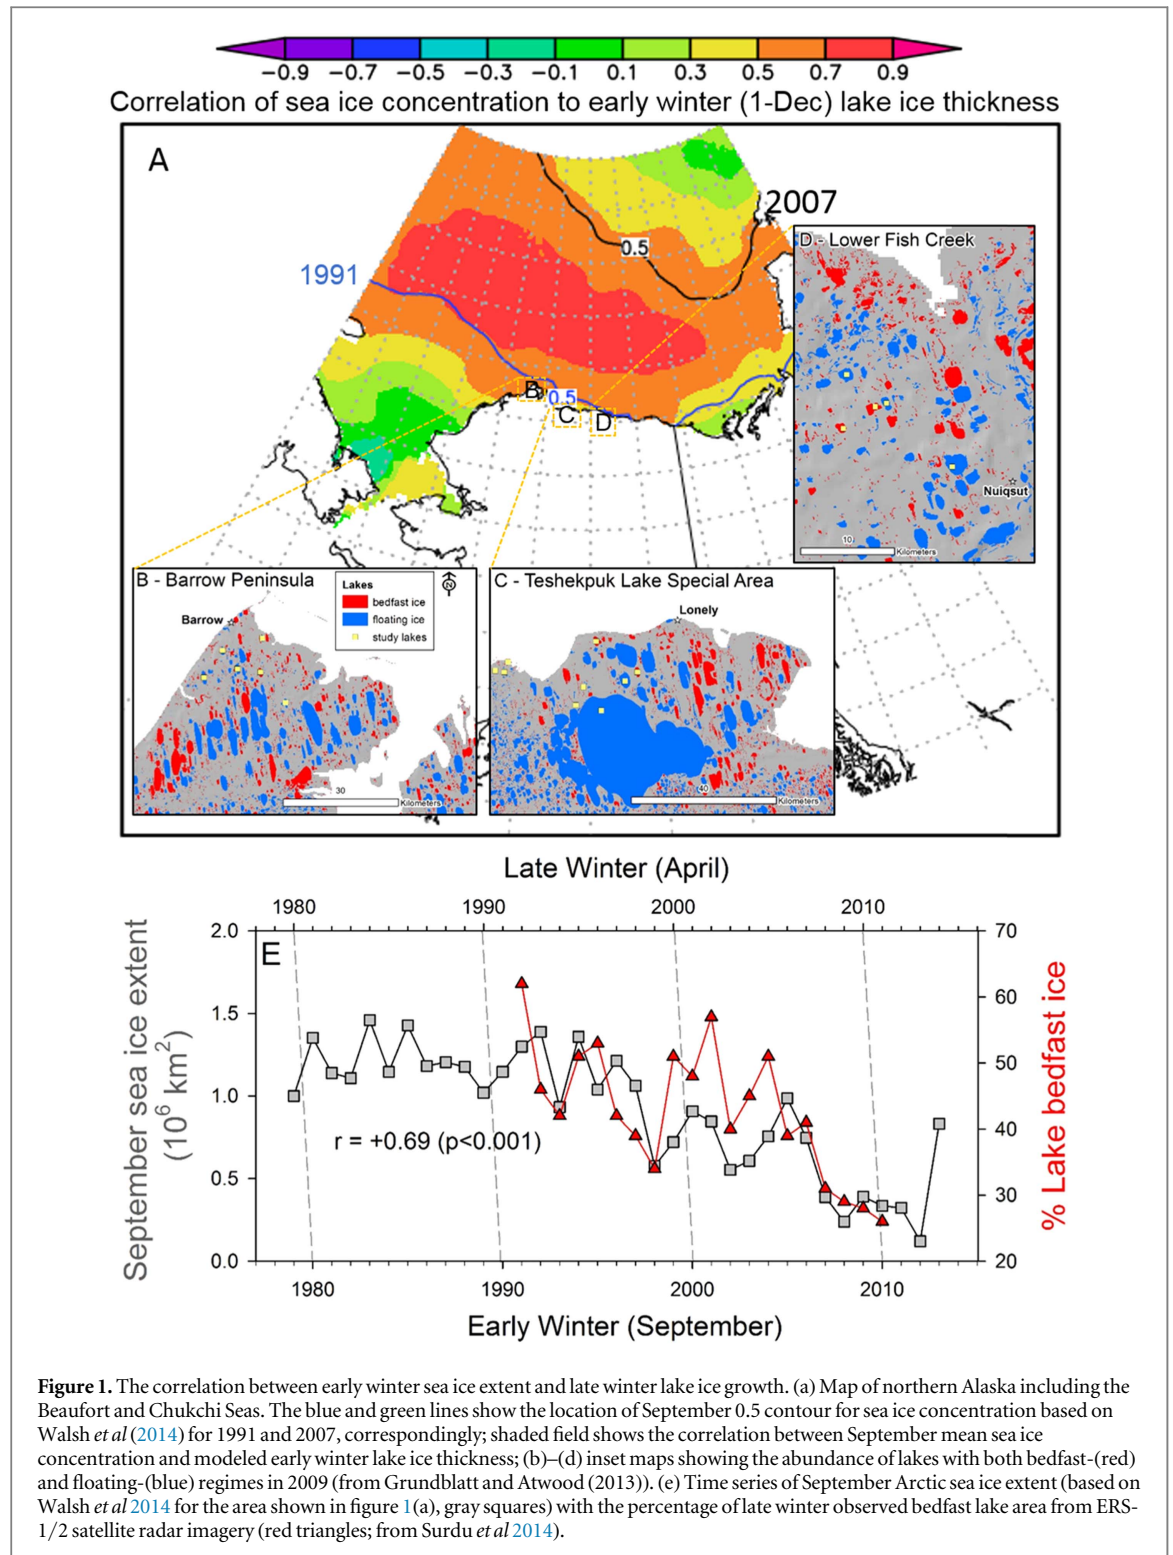 −0.9 −0.7 −0.5 −0.3 −0.1 0.1 0.3 0.5 0.7 0.9
Correlation of sea ice concentration to early winter (1-Dec) lake ice thickness
A
2007
0.5
1991
B
0.5
C
D
D - Lower Fish Creek
Nuiqsut
10
Kilometers
B - Barrow Peninsula
Barrow
Lakes
bedfast ice
floating ice
study lakes
N
30
Kilometers
C - Teshekpuk Lake Special Area
Lonely
40
Kilometers
Late Winter (April)
1980 1990 2000 2010
E
September sea ice extent
(10⁶ km²)
2.0
1.5
1.0
0.5
0.0
r = +0.69 (p<0.001)
70
60
50
40
30
20
% Lake bedfast ice
1980 1990 2000 2010
Early Winter (September)
Figure 1. The correlation between early winter sea ice extent and late winter lake ice growth. (a) Map of northern Alaska including the
Beaufort and Chukchi Seas. The blue and green lines show the location of September 0.5 contour for sea ice concentration based on
Walsh et al (2014) for 1991 and 2007, correspondingly; shaded field shows the correlation between September mean sea ice
concentration and modeled early winter lake ice thickness; (b)–(d) inset maps showing the abundance of lakes with both bedfast-(red)
and floating-(blue) regimes in 2009 (from Grundblatt and Atwood (2013)). (e) Time series of September Arctic sea ice extent (based on
Walsh et al 2014 for the area shown in figure 1(a), gray squares) with the percentage of late winter observed bedfast lake area from ERS-
1/2 satellite radar imagery (red triangles; from Surdu et al 2014).